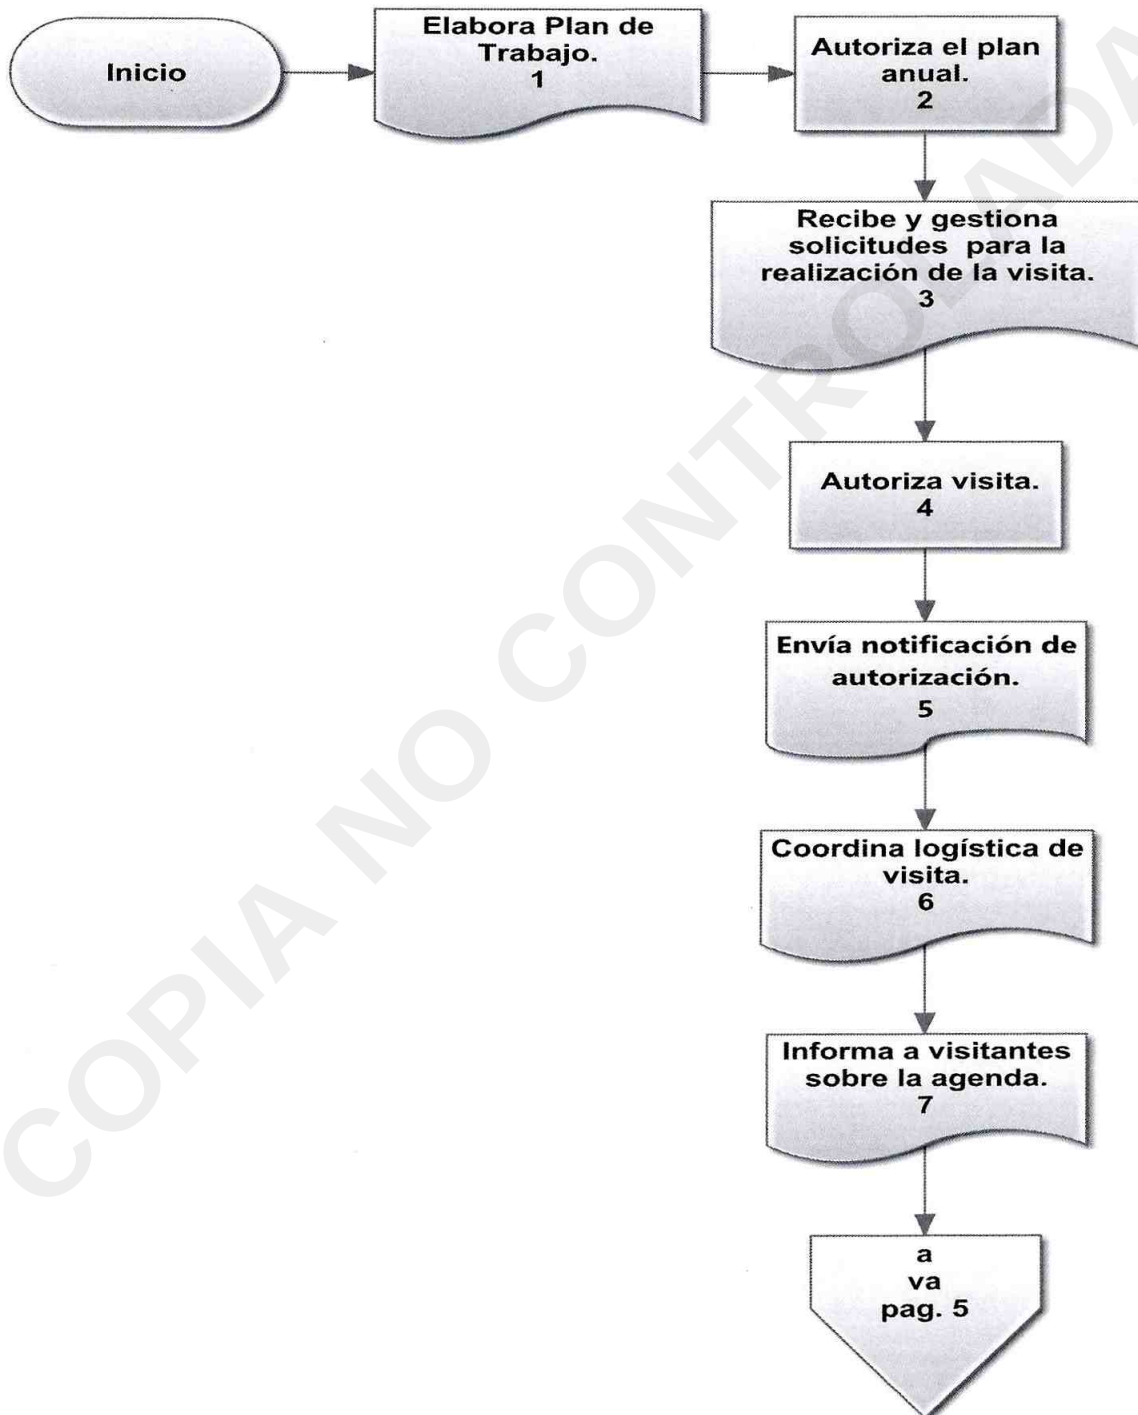 Inicio
Elabora Plan de
Trabajo.
1
Autoriza el plan
anual.
2
Recibe y gestiona
solicitudes para la
realización de la visita.
3
Autoriza visita.
4
Envía notificación de
autorización.
5
Coordina logística de
visita.
6
Informa a visitantes
sobre la agenda.
7
a
va
pag. 5
COPIA NO CONTROLADA